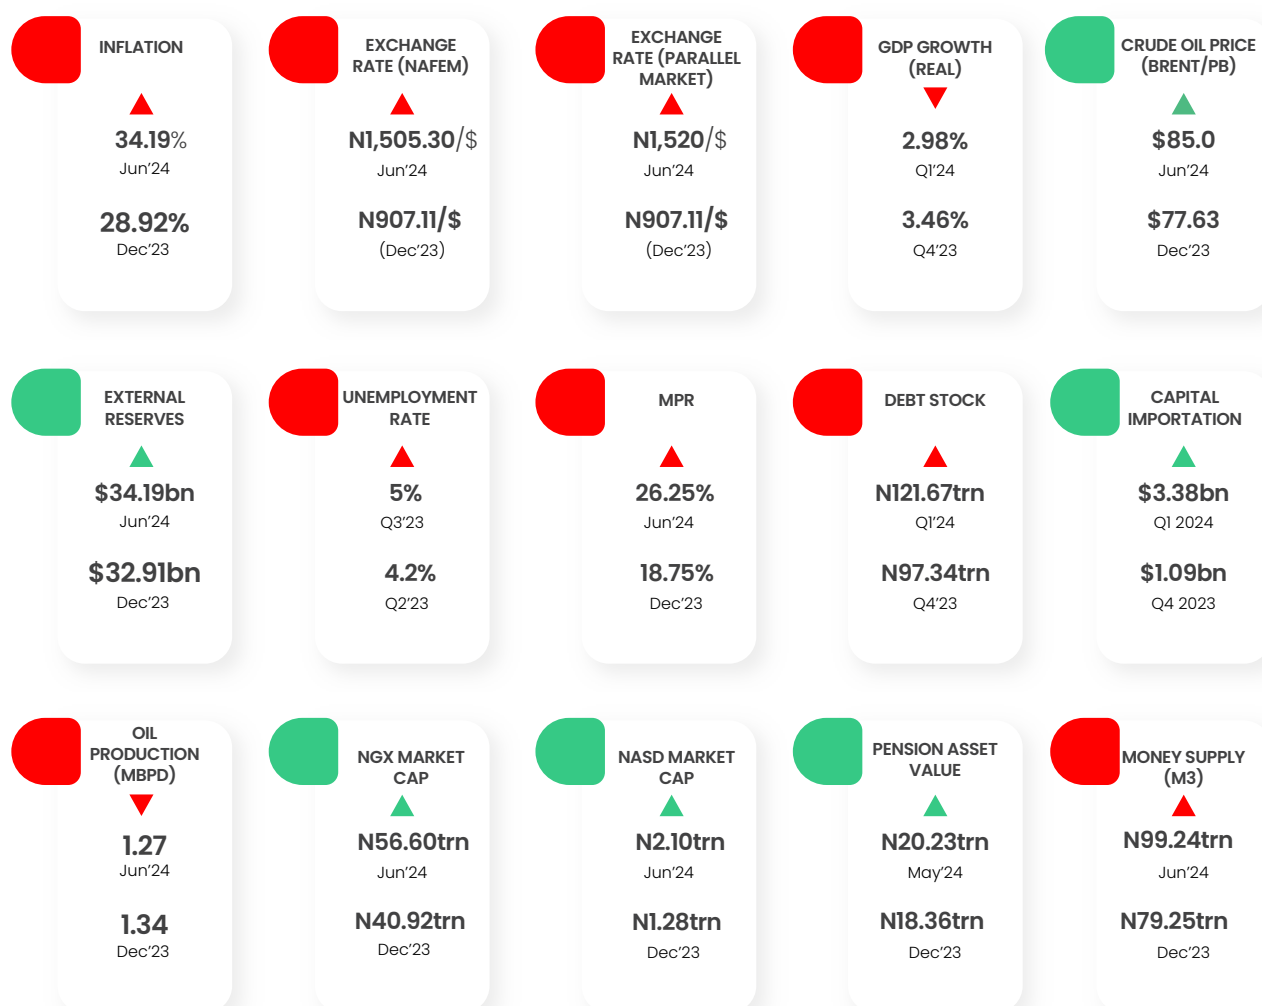 INFLATION
34.19%
Jun’24
28.92%
Dec’23
EXCHANGE
RATE (NAFEM)
N1,505.30/$
Jun’24
N907.11/$
(Dec’23)
EXCHANGE
RATE (PARALLEL
MARKET)
N1,520/$
Jun’24
N907.11/$
(Dec’23)
GDP GROWTH
(REAL)
2.98%
Q1’24
3.46%
Q4’23
CRUDE OIL PRICE
(BRENT/PB)
$85.0
Jun’24
$77.63
Dec’23
EXTERNAL
RESERVES
$34.19bn
Jun’24
$32.91bn
Dec’23
UNEMPLOYMENT
RATE
5%
Q3’23
4.2%
Q2’23
MPR
26.25%
Jun’24
18.75%
Dec’23
DEBT STOCK
N121.67trn
Q1’24
N97.34trn
Q4’23
CAPITAL
IMPORTATION
$3.38bn
Q1 2024
$1.09bn
Q4 2023
OIL
PRODUCTION
(MBPD)
1.27
Jun’24
1.34
Dec’23
NGX MARKET
CAP
N56.60trn
Jun’24
N40.92trn
Dec’23
NASD MARKET
CAP
N2.10trn
Jun’24
N1.28trn
Dec’23
PENSION ASSET
VALUE
N20.23trn
May’24
N18.36trn
Dec’23
MONEY SUPPLY
(M3)
N99.24trn
Jun’24
N79.25trn
Dec’23